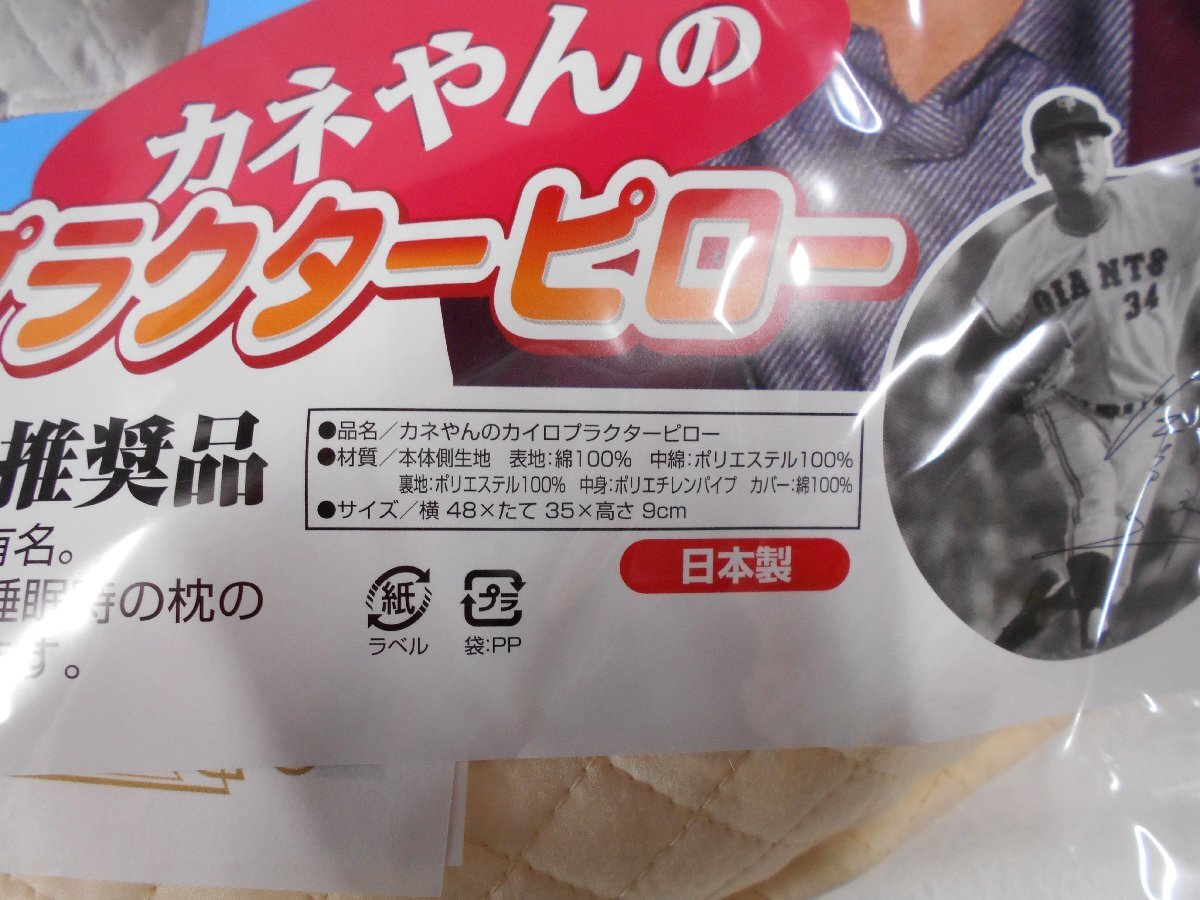 カネやんの
プラクターピロー
GIANTS
34
推奨品
●品名／カネやんのカイロプラクターピロー
●材質／本体側生地 表地:綿100% 中綿:ポリエステル100%
裏地:ポリエステル100% 中身:ポリエチレンパイプ カバー:綿100%
●サイズ／横 48×たて 35×高さ 9cm
有名。
睡眠時の枕の
ます。
日本製
紙
ラベル
プラ
袋:PP